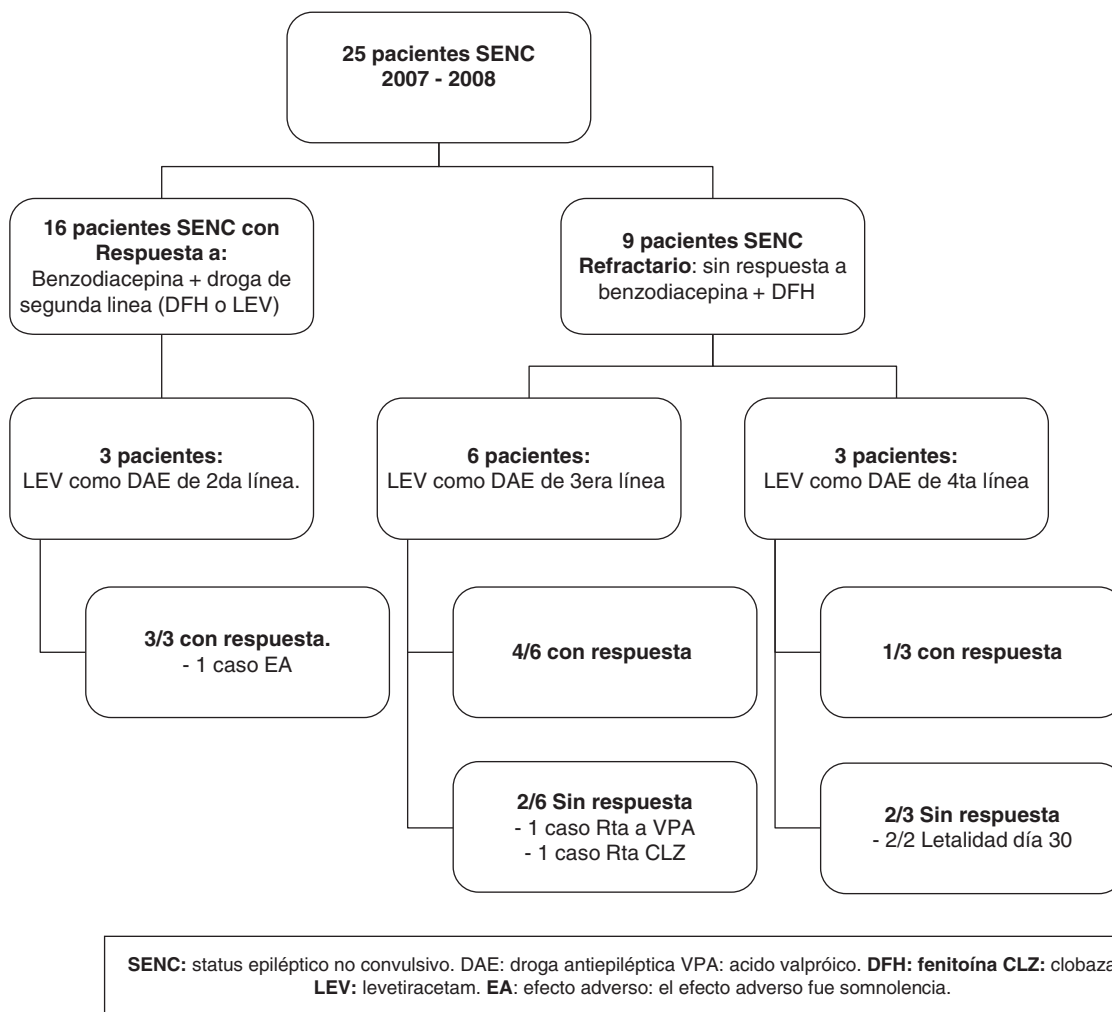 25 pacientes SENC
2007 - 2008
16 pacientes SENC con
Respuesta a:
Benzodiacepina + droga de
segunda linea (DFH o LEV)
9 pacientes SENC
Refractario: sin respuesta a
benzodiacepina + DFH
3 pacientes:
LEV como DAE de 2da línea.
6 pacientes:
LEV como DAE de 3era línea
3 pacientes:
LEV como DAE de 4ta línea
3/3 con respuesta.
- 1 caso EA
4/6 con respuesta
1/3 con respuesta
2/6 Sin respuesta
- 1 caso Rta a VPA
- 1 caso Rta CLZ
2/3 Sin respuesta
- 2/2 Letalidad día 30
SENC: status epiléptico no convulsivo. DAE: droga antiepiléptica VPA: acido valpróico. DFH: fenitoína CLZ:
LEV: levetiracetam. EA: efecto adverso: el efecto adverso fue somnolencia.